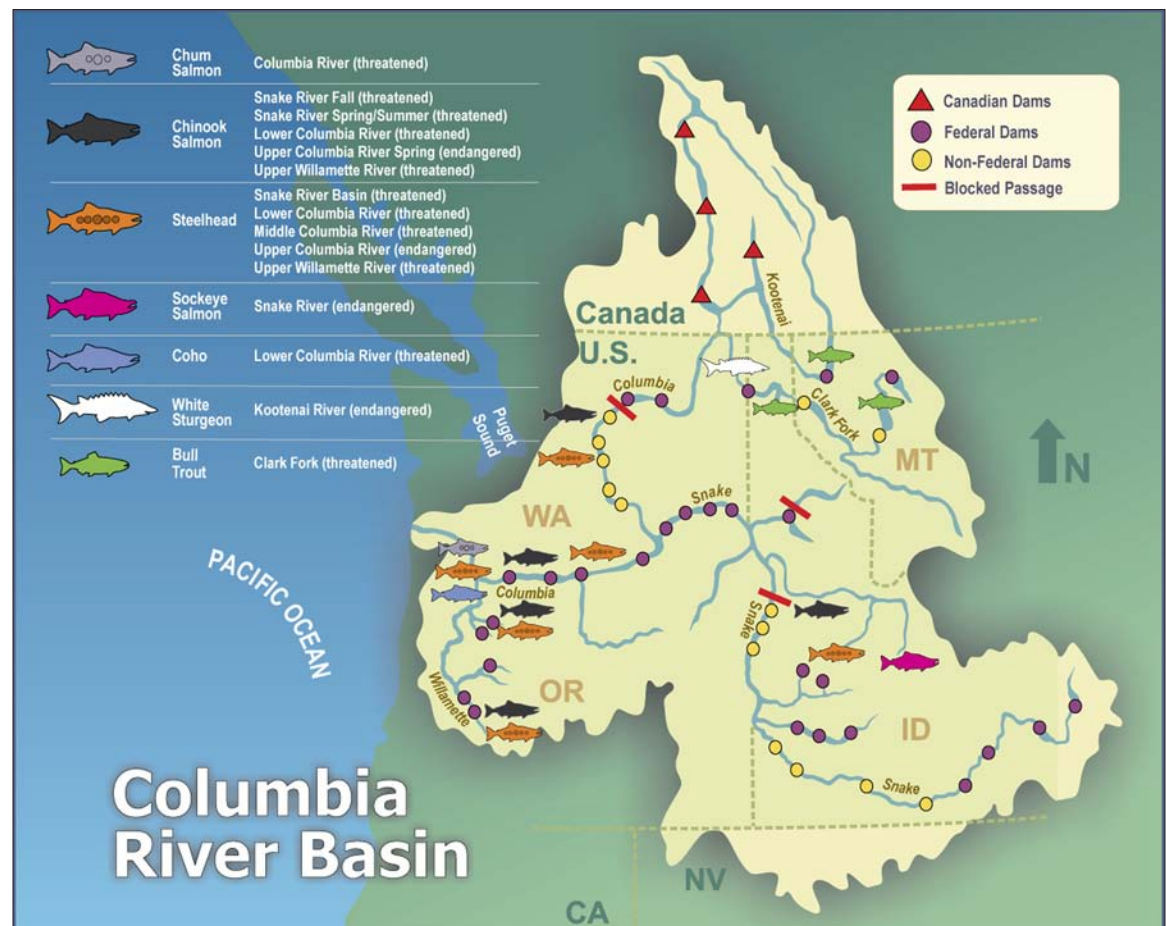 Chum
Salmon
Columbia River (threatened)
Chinook
Salmon
Snake River Fall (threatened)
Snake River Spring/Summer (threatened)
Lower Columbia River (threatened)
Upper Columbia River Spring (endangered)
Upper Willamette River (threatened)
Steelhead
Snake River Basin (threatened)
Lower Columbia River (threatened)
Middle Columbia River (threatened)
Upper Columbia River (endangered)
Upper Willamette River (threatened)
Sockeye
Salmon
Snake River (endangered)
Coho
Lower Columbia River (threatened)
White
Sturgeon
Kootenai River (endangered)
Bull
Trout
Clark Fork (threatened)
Canadian Dams
Federal Dams
Non-Federal Dams
Blocked Passage
Kootenai
Canada
U.S.
Columbia
Clark Fork
Puget
Sound
MT
N
Snake
WA
PACIFIC OCEAN
Columbia
Snake
Willamette
OR
ID
Snake
Columbia
River Basin
NV
CA